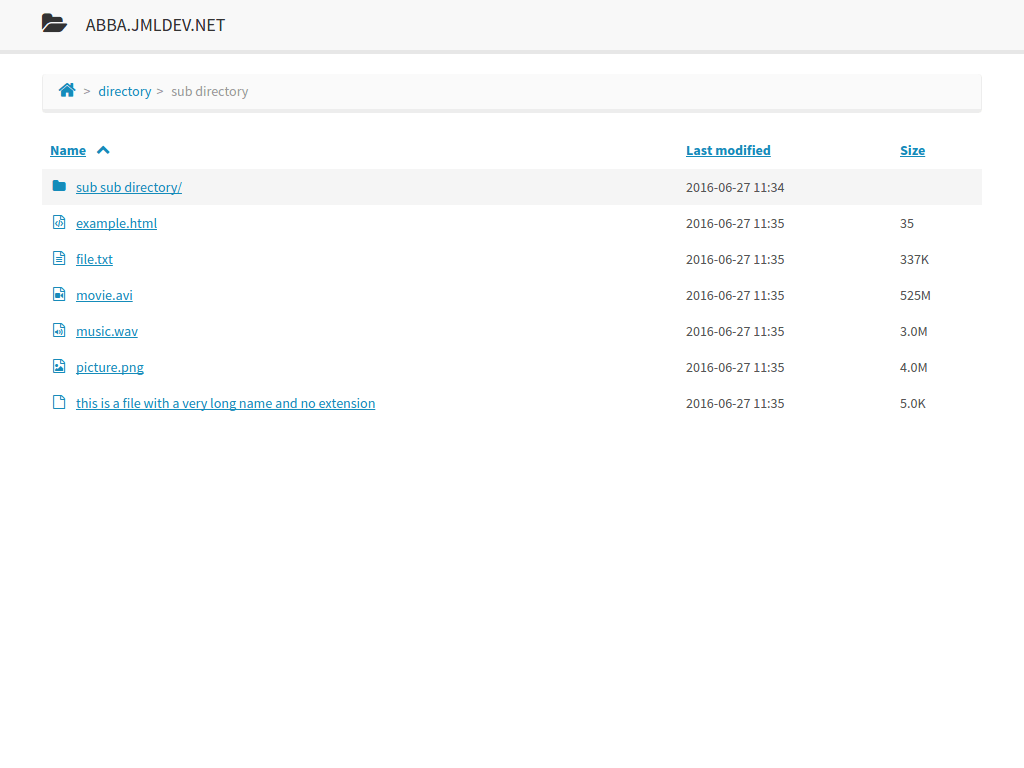 ABBA.JMLDEV.NET
> directory > sub directory
Name Last modified Size
sub sub directory/ 2016-06-27 11:34
example.html 2016-06-27 11:35 35
file.txt 2016-06-27 11:35 337K
movie.avi 2016-06-27 11:35 525M
music.wav 2016-06-27 11:35 3.0M
picture.png 2016-06-27 11:35 4.0M
this is a file with a very long name and no extension 2016-06-27 11:35 5.0K